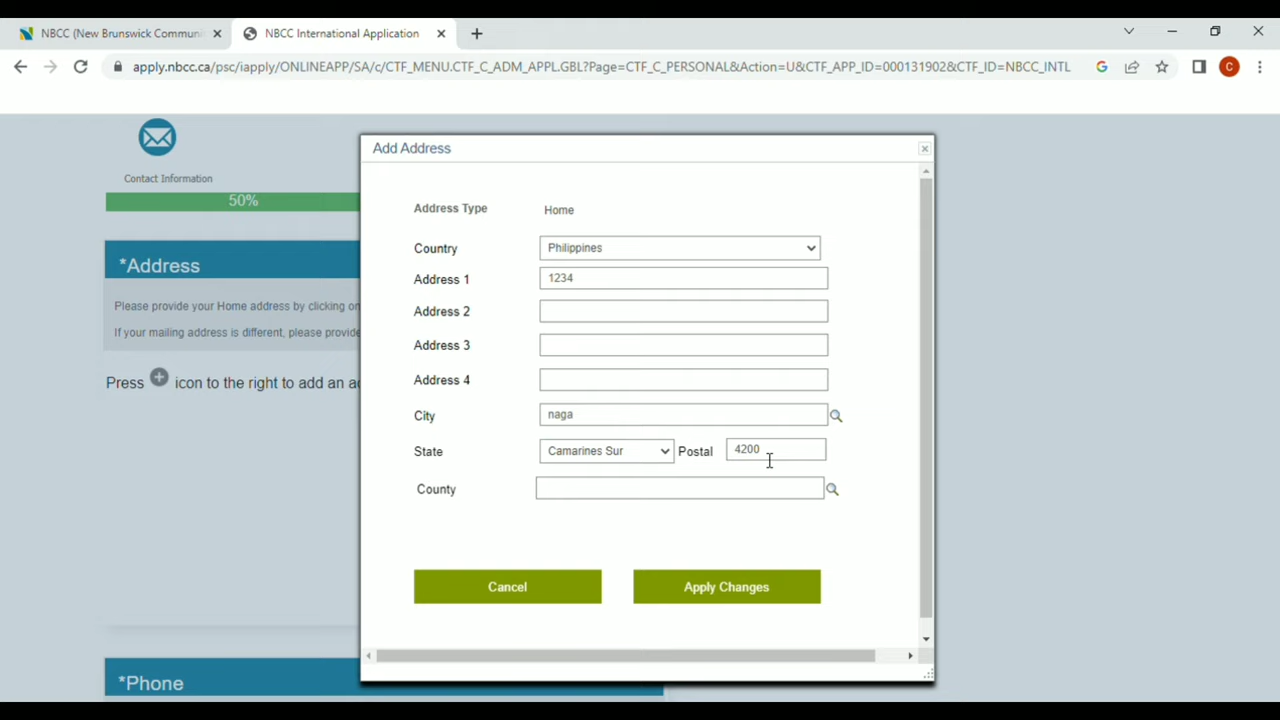 NBCC (New Brunswick Commun
NBCC International Application
apply.nbcc.ca/psc/iapply/ONLINEAPP/SA/c/CTF_MENU.CTF_C_ADM_APPL.GBL?Page=CTF_C_PERSONAL&Action=U&CTF_APP_ID=000131902&CTF_ID=NBCC_INTL
C
Contact Information
50%
*Address
Please provide your Home address by clicking on
If your mailing address is different, please provide
Press icon to the right to add an ad
*Phone
Add Address
Address Type Home
Country Philippines
Address 1 1234
Address 2
Address 3
Address 4
City naga
State Camarines Sur Postal 4200
County
Cancel Apply Changes